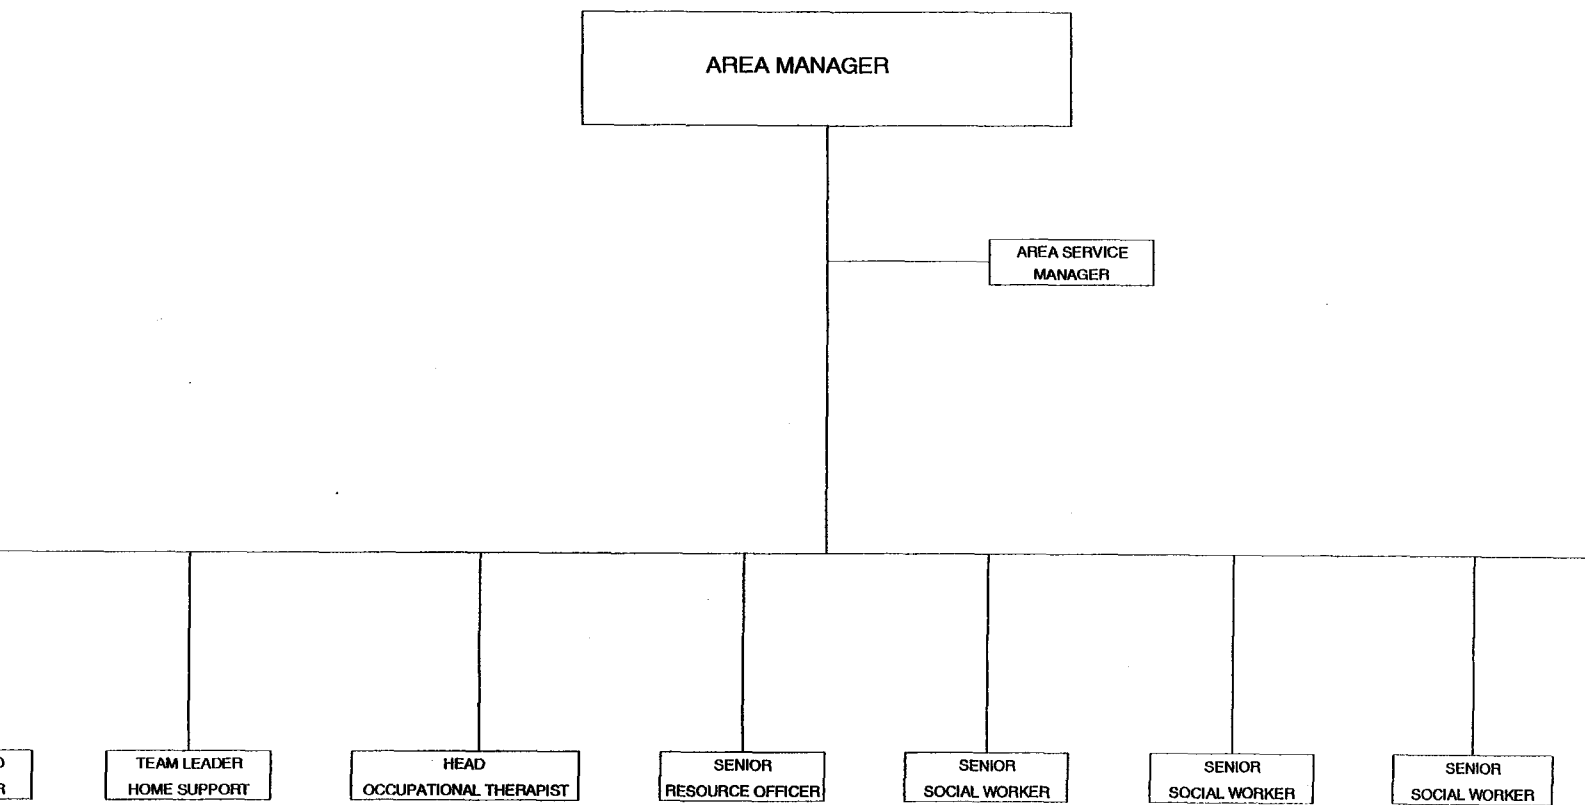 AREA MANAGER
AREA SERVICE
MANAGER
TEAM LEADER
HOME SUPPORT
HEAD
OCCUPATIONAL THERAPIST
SENIOR
RESOURCE OFFICER
SENIOR
SOCIAL WORKER
SENIOR
SOCIAL WORKER
SENIOR
SOCIAL WORKER